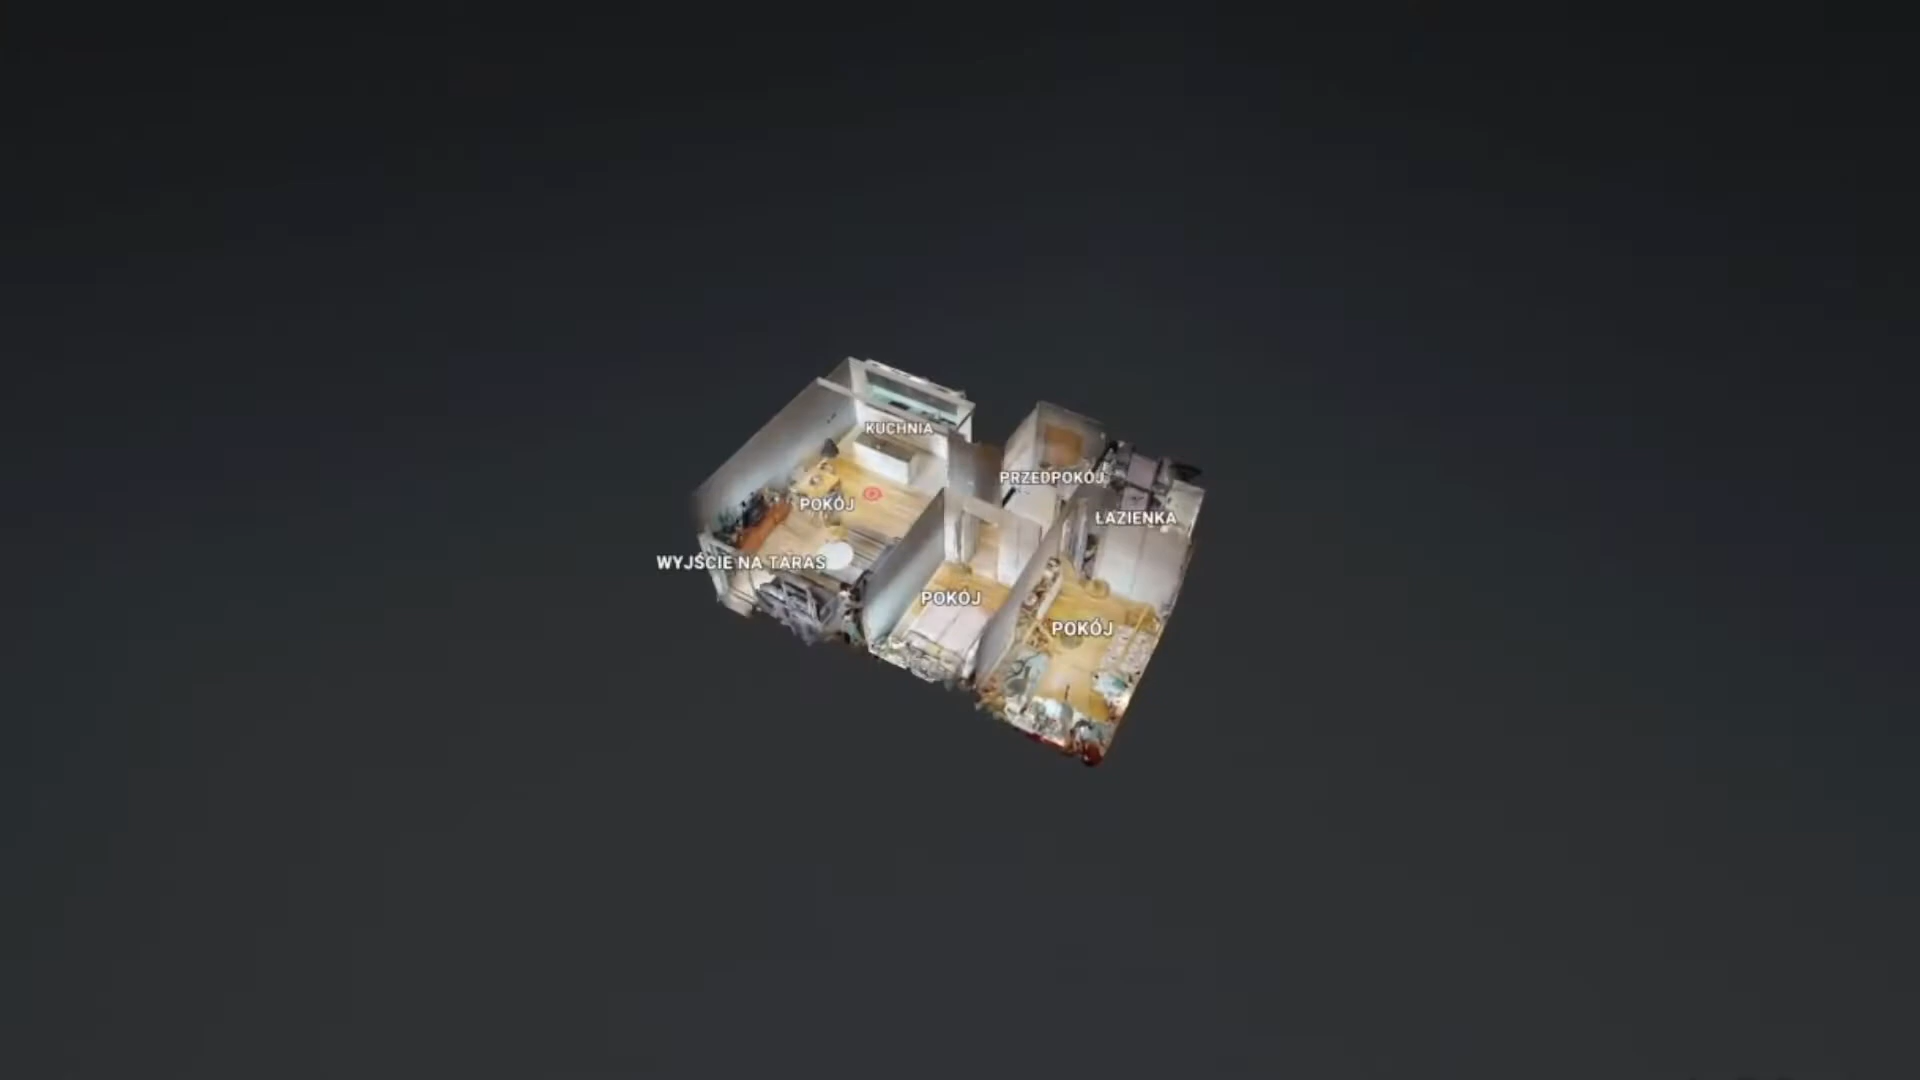 KUCHNIA
PRZEDPOKÓJ
POKÓJ
ŁAZIENKA
WYJŚCIE NA TARAS
POKÓJ
POKÓJ